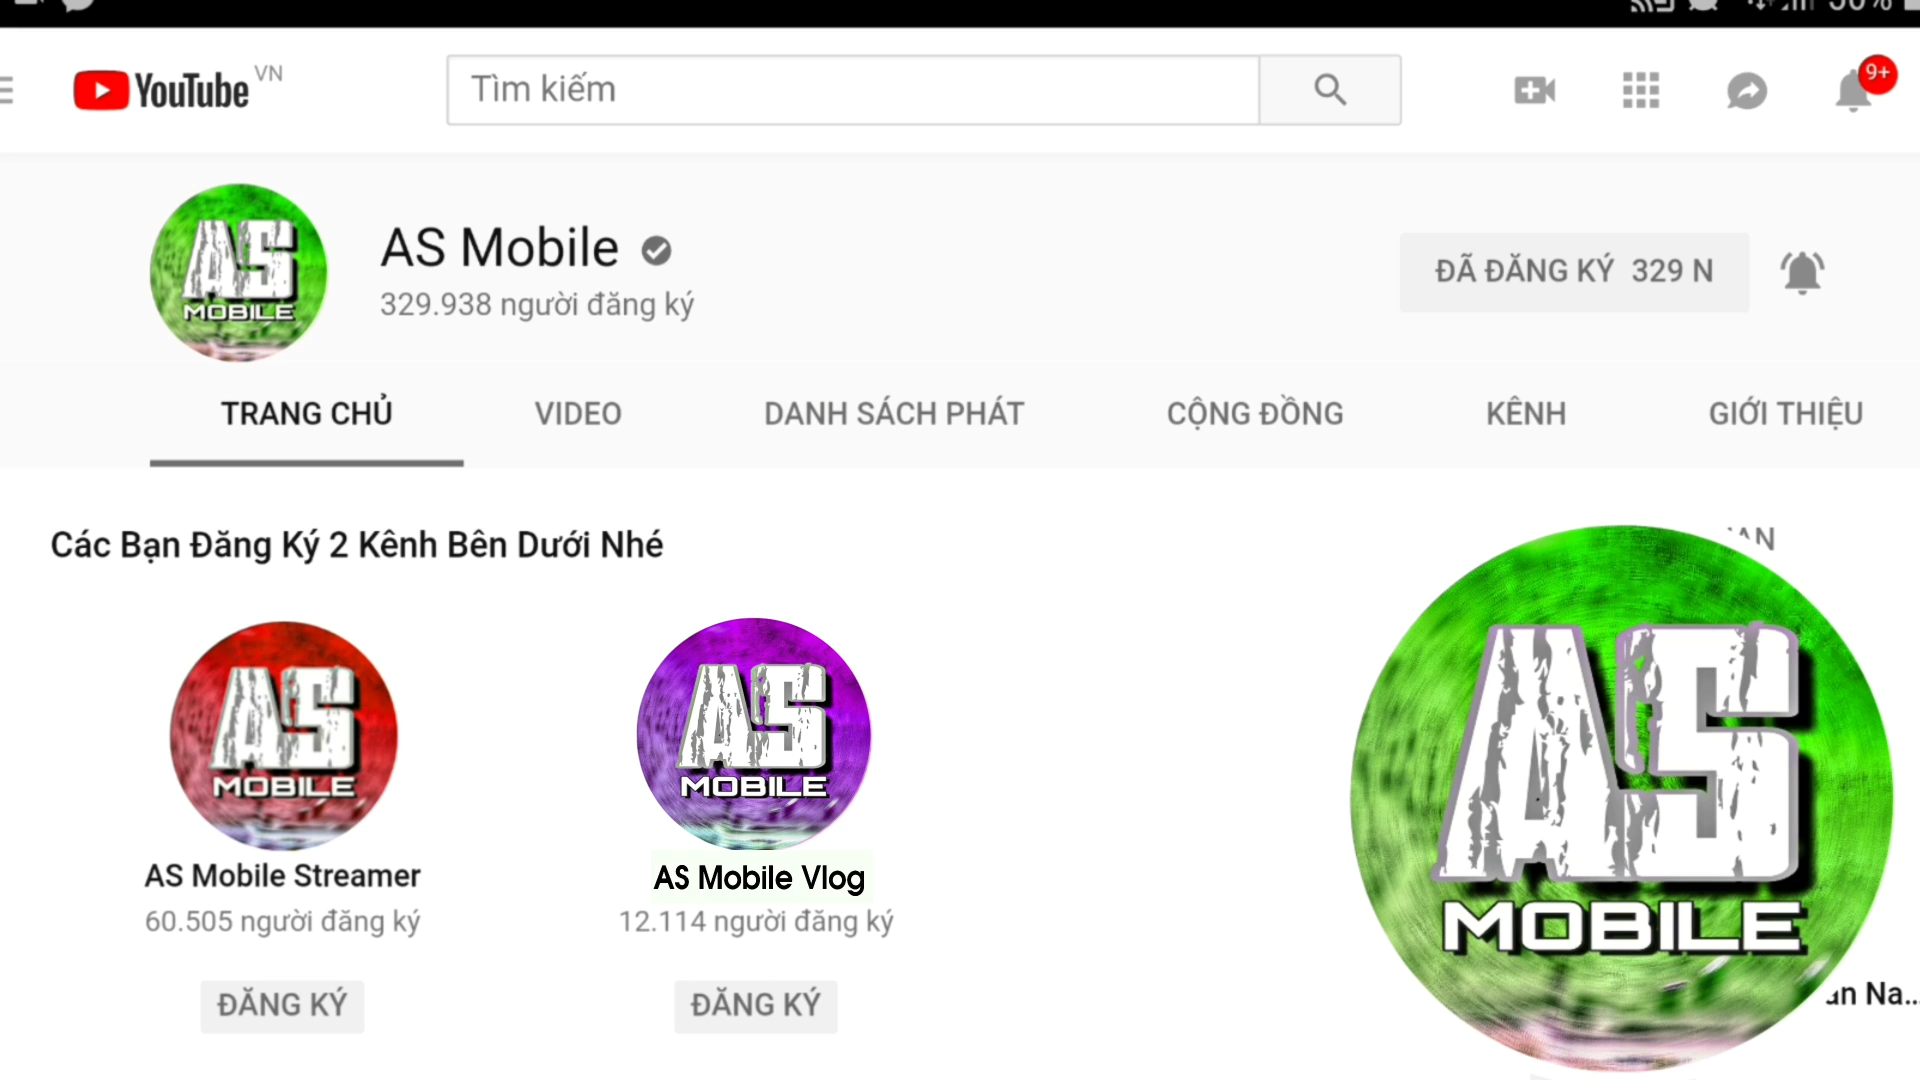 YouTube VN
Tìm kiếm
9+
AS
MOBILE
AS Mobile
329.938 người đăng ký
ĐÃ ĐĂNG KÝ 329 N
TRANG CHỦ
VIDEO
DANH SÁCH PHÁT
CỘNG ĐỒNG
KÊNH
GIỚI THIỆU
Các Bạn Đăng Ký 2 Kênh Bên Dưới Nhé
AS
MOBILE
AS Mobile Streamer
60.505 người đăng ký
ĐĂNG KÝ
AS
MOBILE
AS Mobile Vlog
12.114 người đăng ký
ĐĂNG KÝ
AS
MOBILE